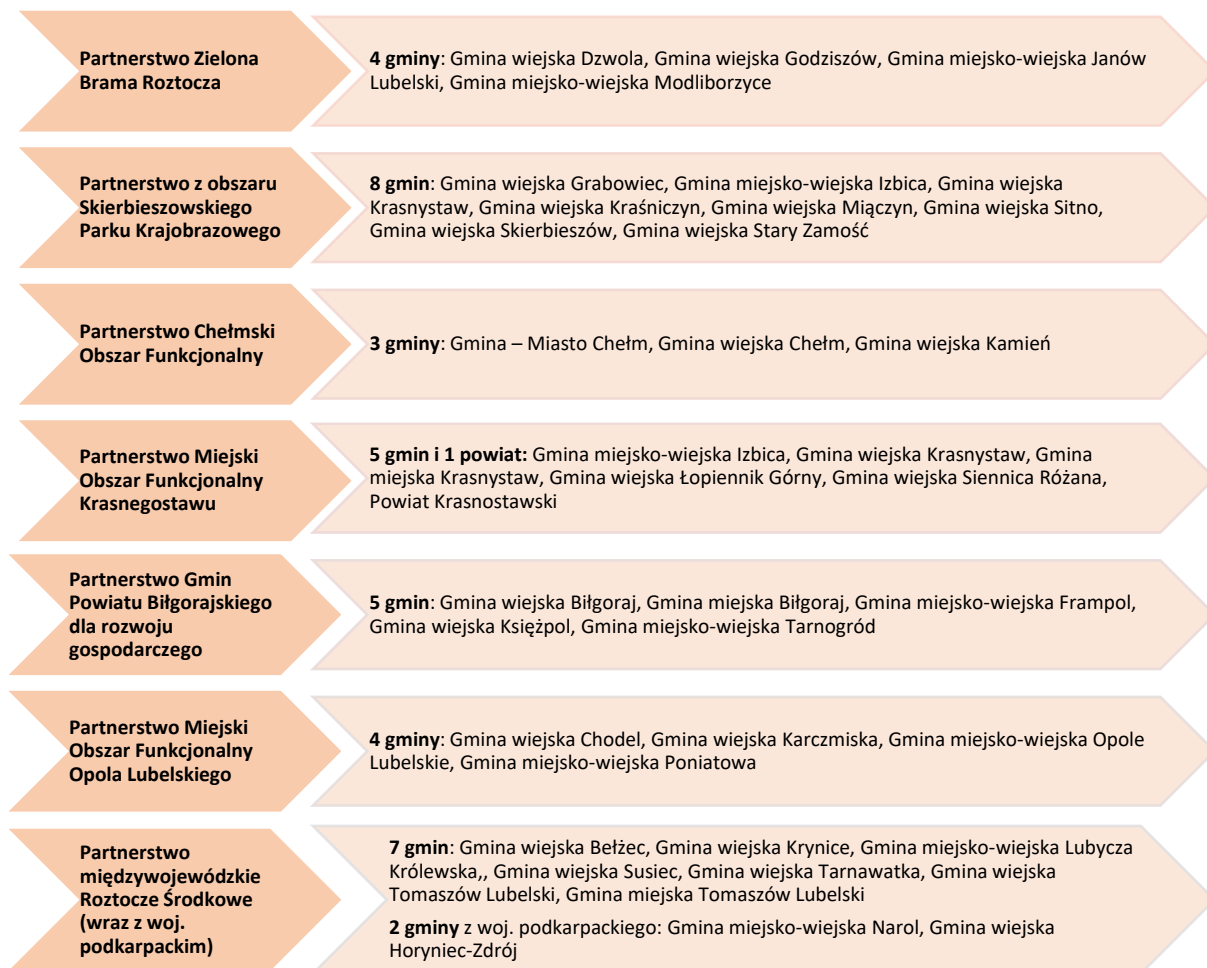 Partnerstwo Zielona
Brama Roztocza
4 gminy: Gmina wiejska Dzwola, Gmina wiejska Godziszów, Gmina miejsko-wiejska Janów
Lubelski, Gmina miejsko-wiejska Modliborzyce
Partnerstwo z obszaru
Skierbieszowskiego
Parku Krajobrazowego
8 gmin: Gmina wiejska Grabowiec, Gmina miejsko-wiejska Izbica, Gmina wiejska
Krasnystaw, Gmina wiejska Kraśniczyn, Gmina wiejska Miączyn, Gmina wiejska Sitno,
Gmina wiejska Skierbieszów, Gmina wiejska Stary Zamość
Partnerstwo Chełmski
Obszar Funkcjonalny
3 gminy: Gmina – Miasto Chełm, Gmina wiejska Chełm, Gmina wiejska Kamień
Partnerstwo Miejski
Obszar Funkcjonalny
Krasnegostawu
5 gmin i 1 powiat: Gmina miejsko-wiejska Izbica, Gmina wiejska Krasnystaw, Gmina
miejska Krasnystaw, Gmina wiejska Łopiennik Górny, Gmina wiejska Siennica Różana,
Powiat Krasnostawski
Partnerstwo Gmin
Powiatu Biłgorajskiego
dla rozwoju
gospodarczego
5 gmin: Gmina wiejska Biłgoraj, Gmina miejska Biłgoraj, Gmina miejsko-wiejska Frampol,
Gmina wiejska Księżpol, Gmina miejsko-wiejska Tarnogród
Partnerstwo Miejski
Obszar Funkcjonalny
Opola Lubelskiego
4 gminy: Gmina wiejska Chodel, Gmina wiejska Karczmiska, Gmina miejsko-wiejska Opole
Lubelskie, Gmina miejsko-wiejska Poniatowa
Partnerstwo
międzywojewódzkie
Roztocze Środkowe
(wraz z woj.
podkarpackim)
7 gmin: Gmina wiejska Bełżec, Gmina wiejska Krynice, Gmina miejsko-wiejska Lubycza
Królewska,, Gmina wiejska Susiec, Gmina wiejska Tarnawatka, Gmina wiejska
Tomaszów Lubelski, Gmina miejska Tomaszów Lubelski
2 gminy z woj. podkarpackiego: Gmina miejsko-wiejska Narol, Gmina wiejska
Horyniec-Zdrój